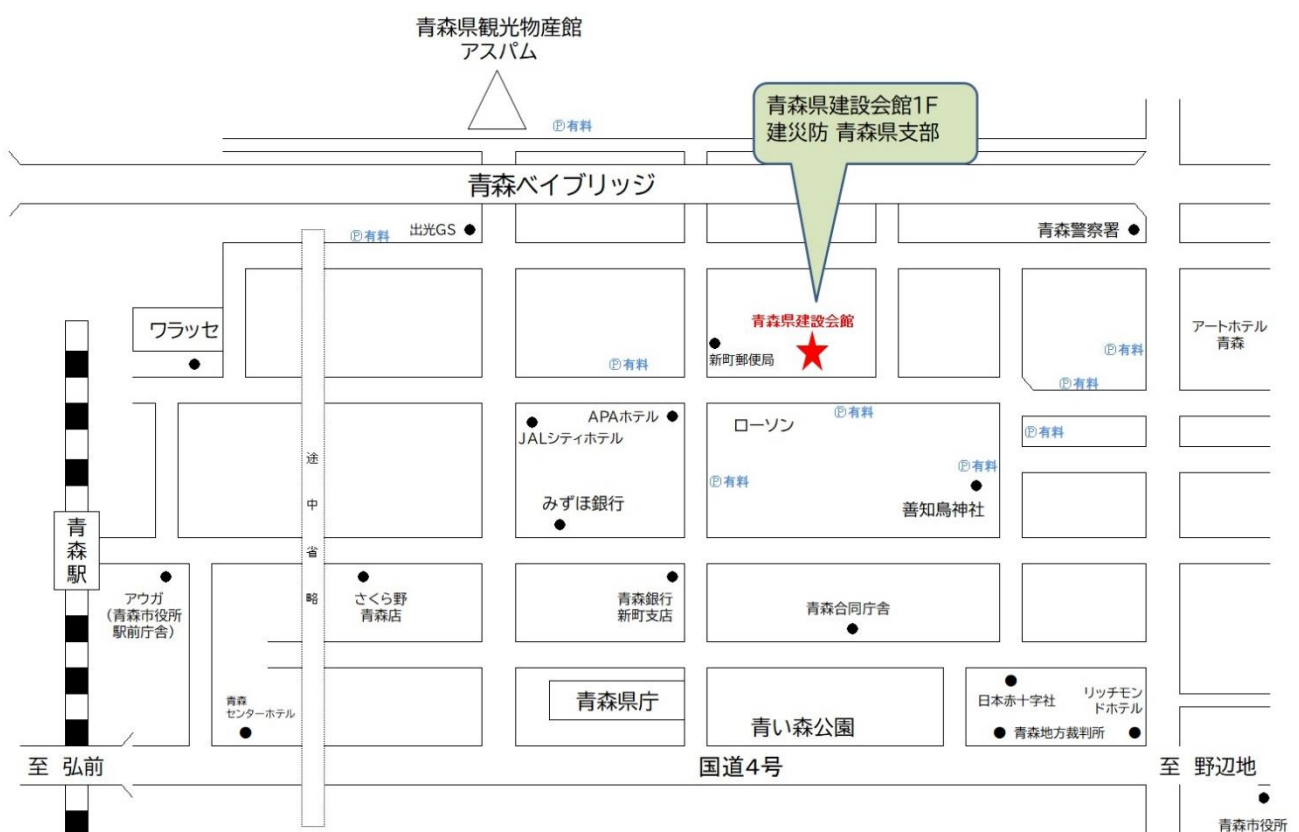 青森県観光物産館
アスパム
Ⓟ有料
青森県建設会館1F
建災防 青森県支部
青森ベイブリッジ
Ⓟ有料
出光GS
青森警察署
ワラッセ
青森県建設会館
新町郵便局
Ⓟ有料
Ⓟ有料
Ⓟ有料
アートホテル
青森
APAホテル
JALシティホテル
ローソン
Ⓟ有料
Ⓟ有料
途中省略
みずほ銀行
Ⓟ有料
Ⓟ有料
善知鳥神社
青森駅
アウガ
(青森市役所
駅前庁舎)
さくら野
青森店
青森銀行
新町支店
青森合同庁舎
青森
センターホテル
青森県庁
青い森公園
日本赤十字社
リッチモン
ドホテル
青森地方裁判所
至 弘前
国道4号
至 野辺地
青森市役所